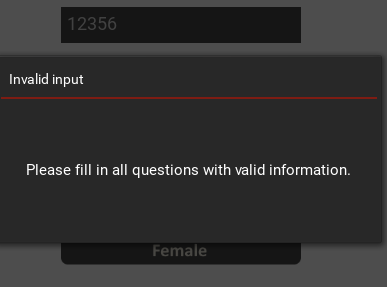 12356
Invalid input
Please fill in all questions with valid information.
Female